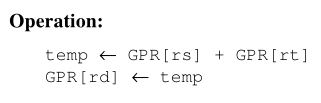 Operation:
temp ← GPR[rs] + GPR[rt]
GPR[rd] ← temp